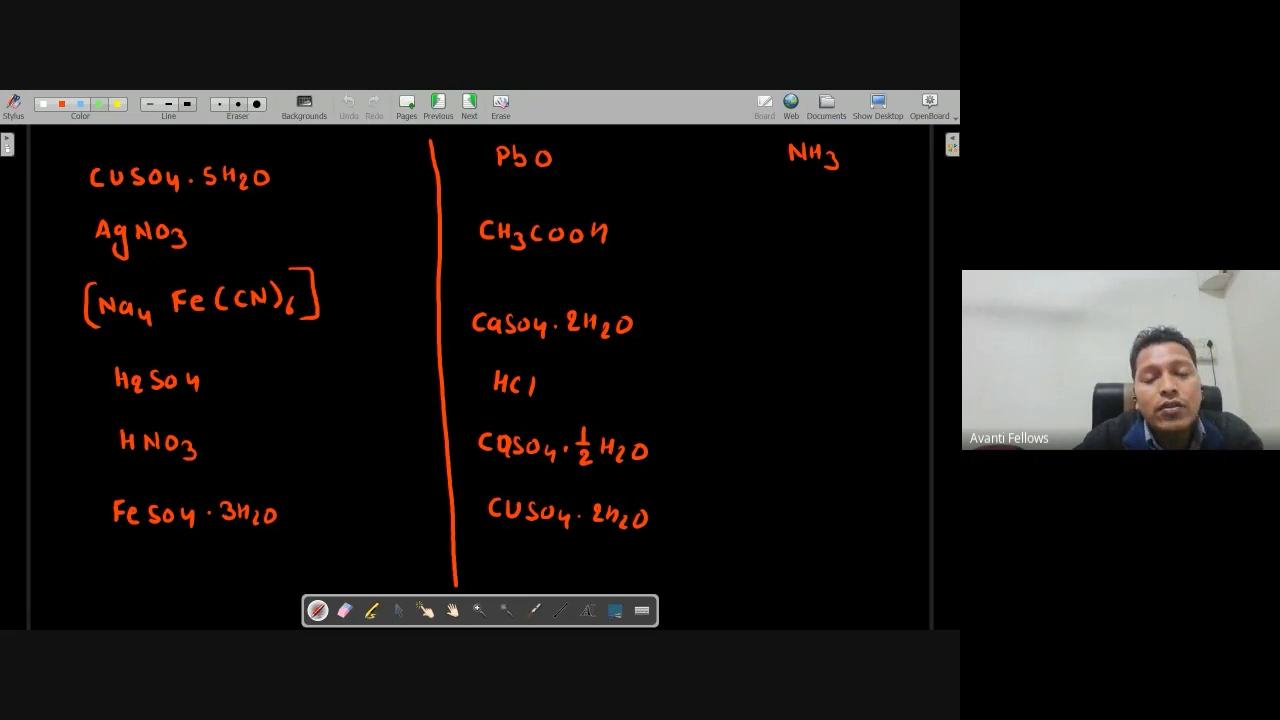 Stylus Color Line Eraser Backgrounds Undo Redo Pages Previous Next Erase Board Web Documents Show Desktop OpenBoard
CuSO4 · 5H2O
AgNO3
[Na4 Fe(CN)6]
H2SO4
HNO3
FeSO4 · 3H2O
PbO
CH3COOH
CaSO4 · 2H2O
HCl
CaSO4 · 1/2 H2O
CuSO4 · 2H2O
NH3
Avanti Fellows